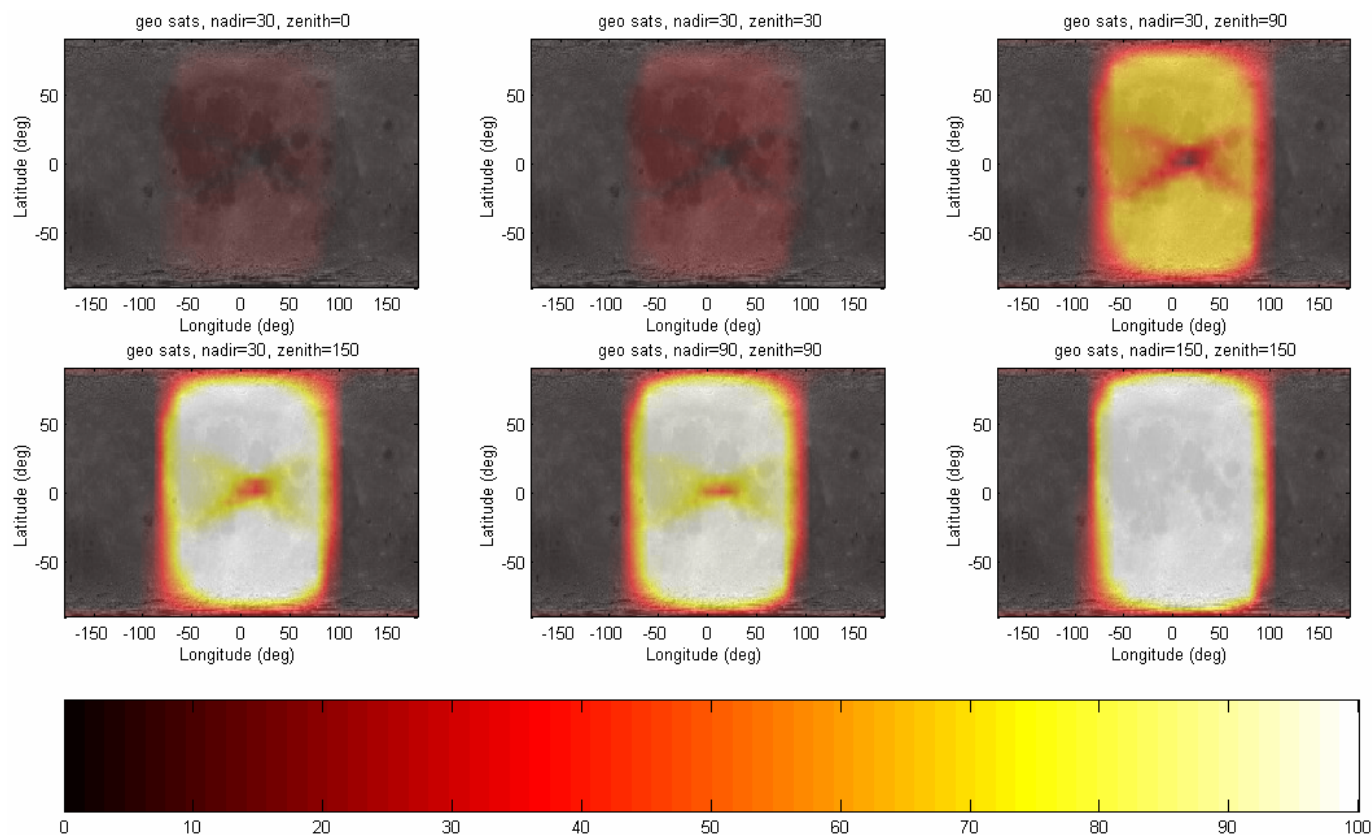 geo sats, nadir=30, zenith=0
geo sats, nadir=30, zenith=30
geo sats, nadir=30, zenith=90
Latitude (deg)
50
0
-50
-150 -100 -50 0 50 100 150
Longitude (deg)
Latitude (deg)
50
0
-50
-150 -100 -50 0 50 100 150
Longitude (deg)
Latitude (deg)
50
0
-50
-150 -100 -50 0 50 100 150
Longitude (deg)
geo sats, nadir=30, zenith=150
geo sats, nadir=90, zenith=90
geo sats, nadir=150, zenith=150
Latitude (deg)
50
0
-50
-150 -100 -50 0 50 100 150
Longitude (deg)
Latitude (deg)
50
0
-50
-150 -100 -50 0 50 100 150
Longitude (deg)
Latitude (deg)
50
0
-50
-150 -100 -50 0 50 100 150
Longitude (deg)
0 10 20 30 40 50 60 70 80 90 100